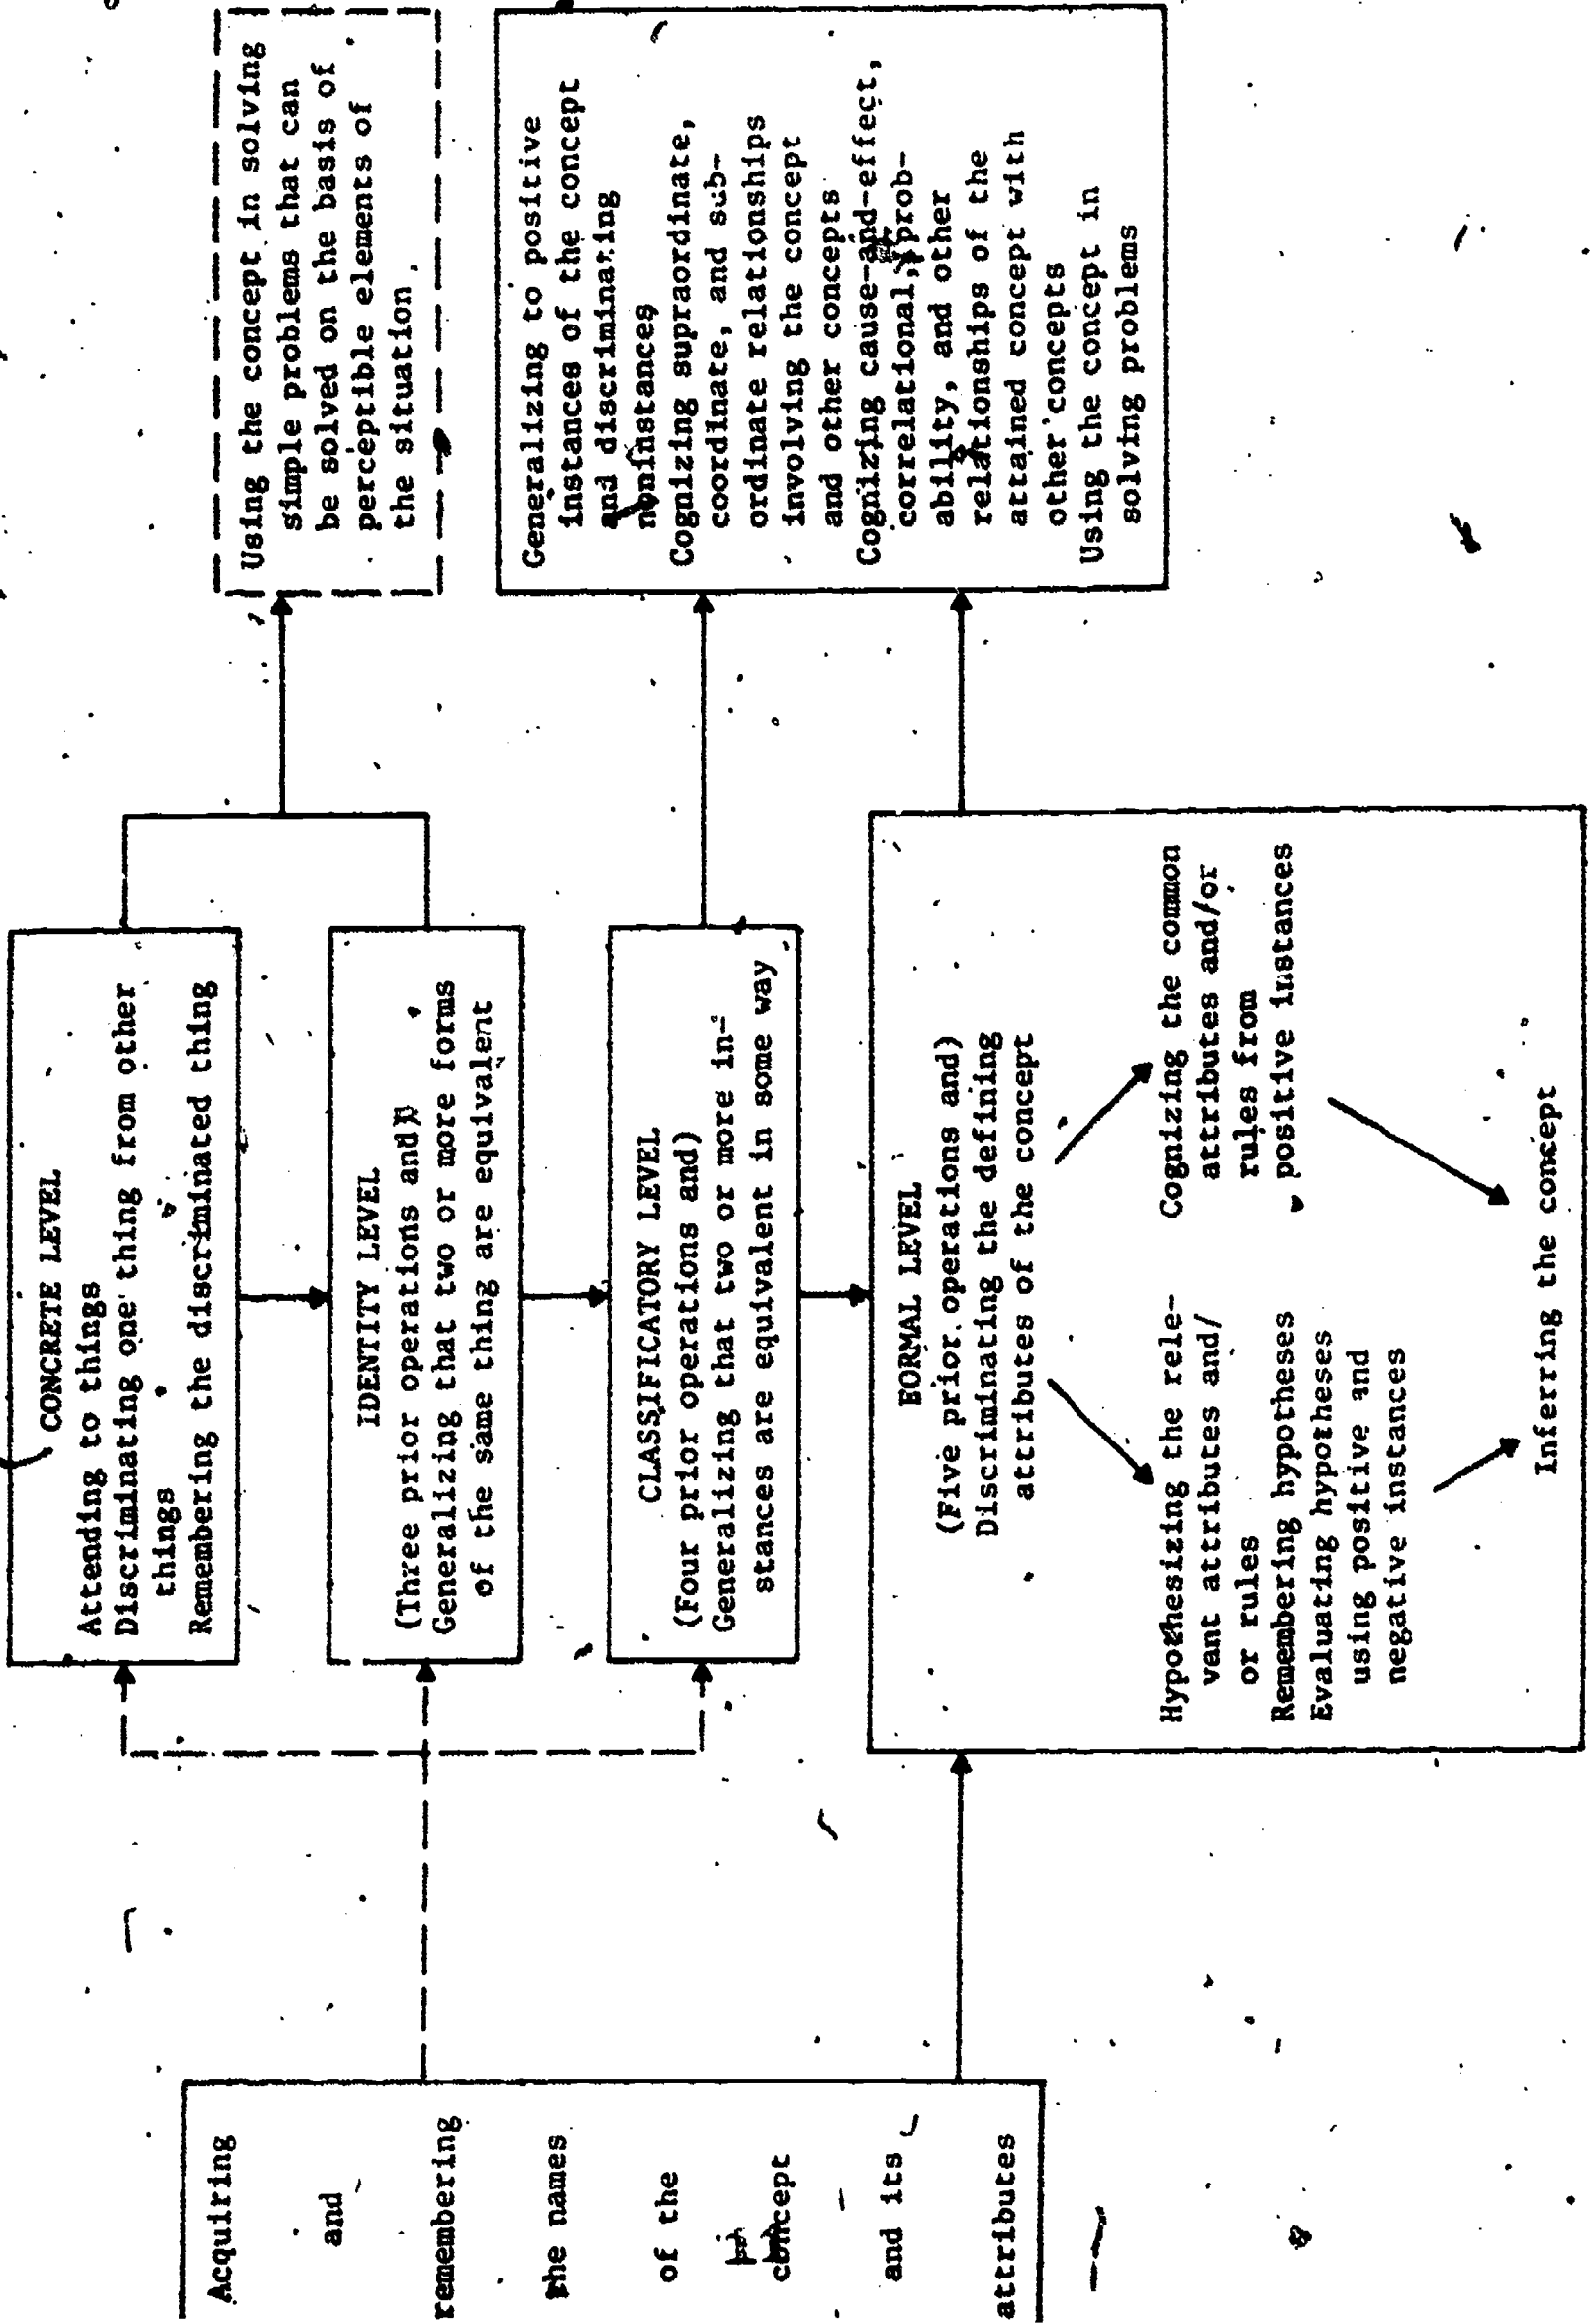 Acquiring
and
remembering
the names
of the
concept
and its
attributes
CONCRETE LEVEL
Attending to things
Discriminating one thing from other
things
Remembering the discriminated thing
IDENTITY LEVEL
(Three prior operations and)
Generalizing that two or more forms
of the same thing are equivalent
CLASSIFICATORY LEVEL
(Four prior operations and)
Generalizing that two or more in-
stances are equivalent in some way
FORMAL LEVEL
(Five prior operations and)
Discriminating the defining
attributes of the concept
Hypothesizing the rele-
vant attributes and/
or rules
Remembering hypotheses
Evaluating hypotheses
using positive and
negative instances
Cognizing the common
attributes and/or
rules from
positive instances
Inferring the concept
Using the concept in solving
simple problems that can
be solved on the basis of
perceptible elements of
the situation
Generalizing to positive
instances of the concept
and discriminating
noninstances
Cognizing supraordinate,
coordinate, and sub-
ordinate relationships
involving the concept
and other concepts
Cognizing cause-and-effect,
correlational, prob-
ability, and other
relationships of the
attained concept with
other concepts
Using the concept in
solving problems